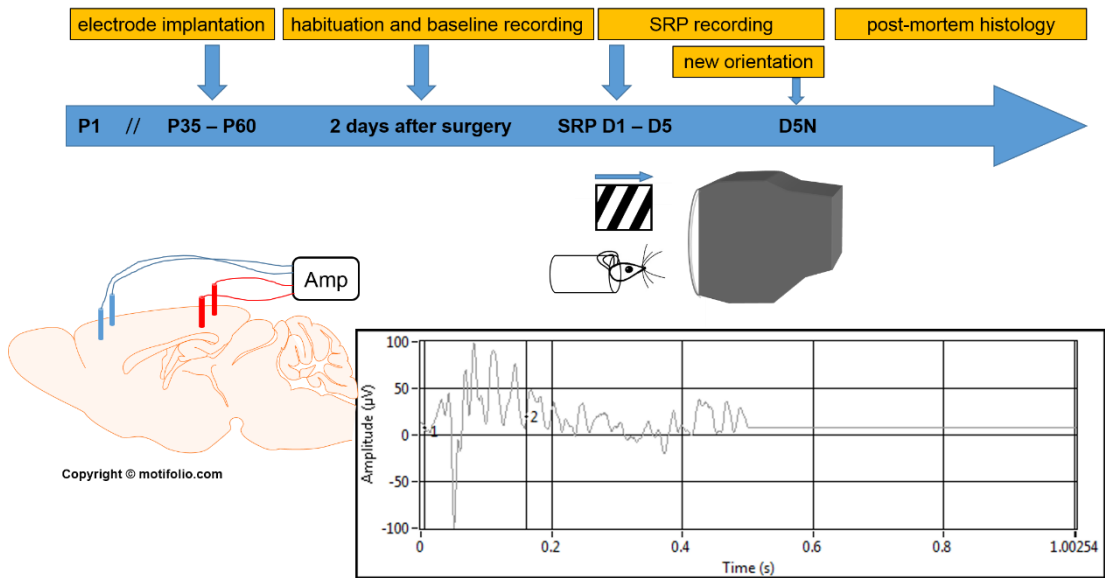 electrode implantation
habituation and baseline recording
SRP recording
post-mortem histology
new orientation
P1 // P35 – P60 2 days after surgery SRP D1 – D5 D5N
Amp
Copyright © motifolio.com
Amplitude (µV)
100
50
0
-50
-100
1
2
0 0.2 0.4 0.6 0.8 1.00254
Time (s)